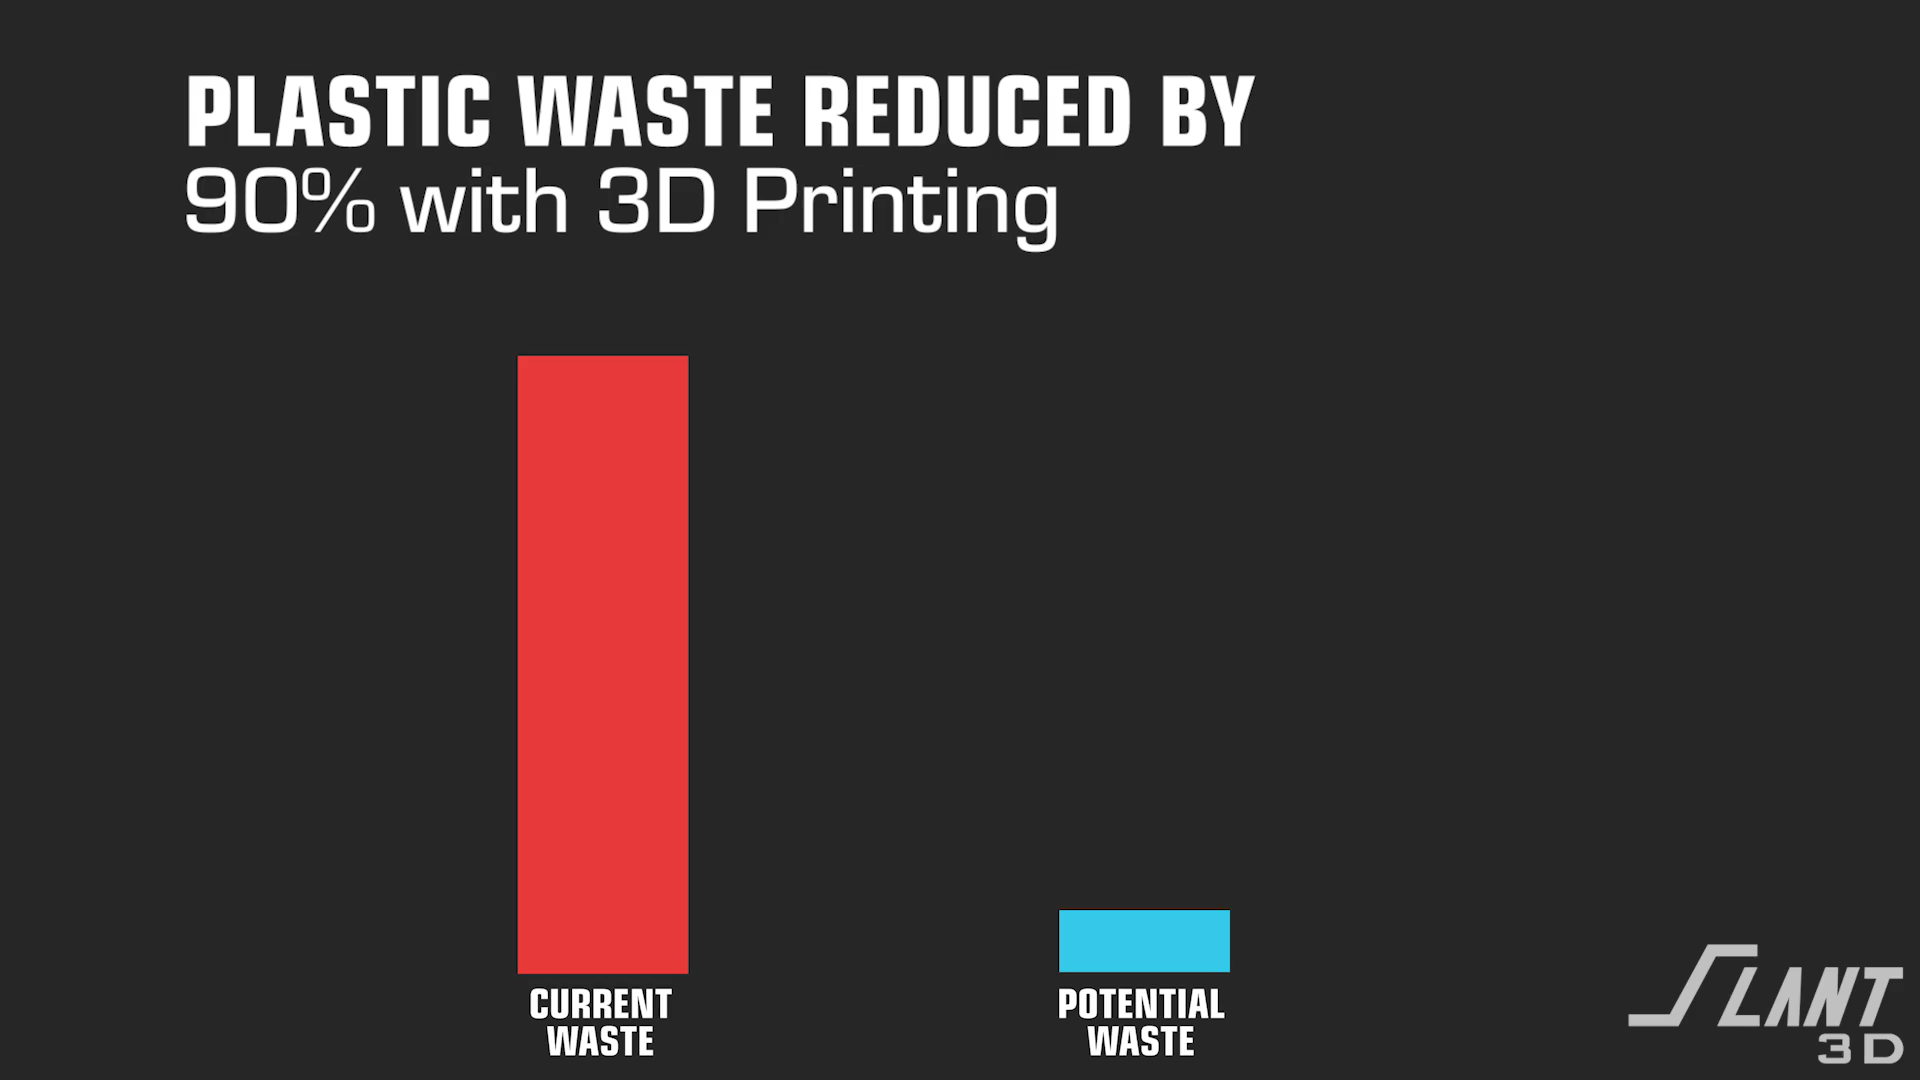 PLASTIC WASTE REDUCED BY
90% with 3D Printing
CURRENT
WASTE
POTENTIAL
WASTE
SLANT
3D